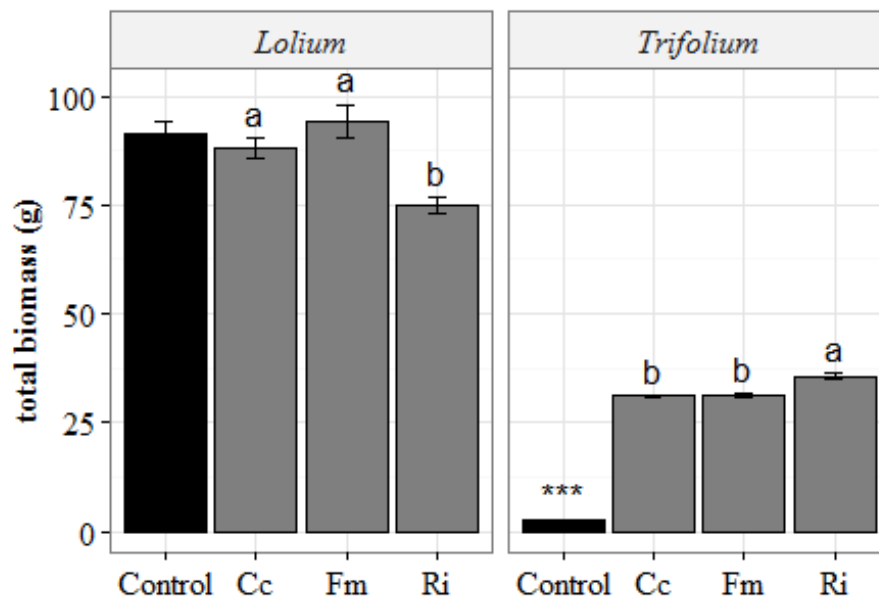 Lolium Trifolium
total biomass (g)
100
75
50
25
0
a a b
b b a
***
Control Cc Fm Ri Control Cc Fm Ri